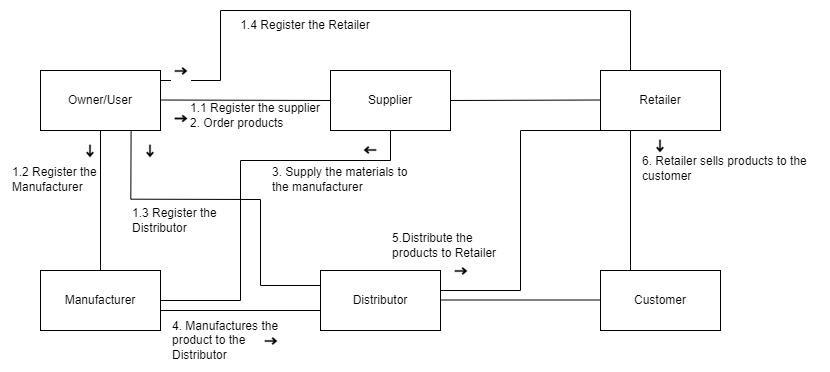 1.4 Register the Retailer
Owner/User
Supplier
Retailer
1.1 Register the supplier
2. Order products
1.2 Register the
Manufacturer
3. Supply the materials to
the manufacturer
6. Retailer sells products to the
customer
1.3 Register the
Distributor
5.Distribute the
products to Retailer
Manufacturer
Distributor
Customer
4. Manufactures the
product to the
Distributor